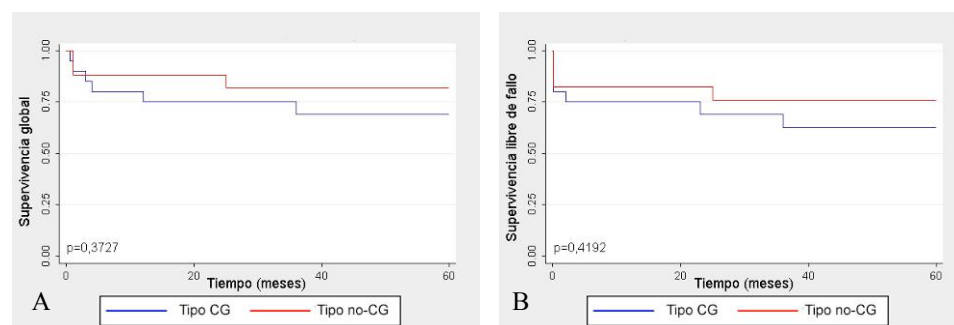 Supervivencia global
1.00
0.75
0.50
0.25
0.00
p=0,3727
0 20 40 60
Tiempo (meses)
A
Tipo CG Tipo no-CG
Supervivencia libre de fallo
1.00
0.75
0.50
0.25
0.00
p=0,4192
0 20 40 60
Tiempo (meses)
B
Tipo CG Tipo no-CG